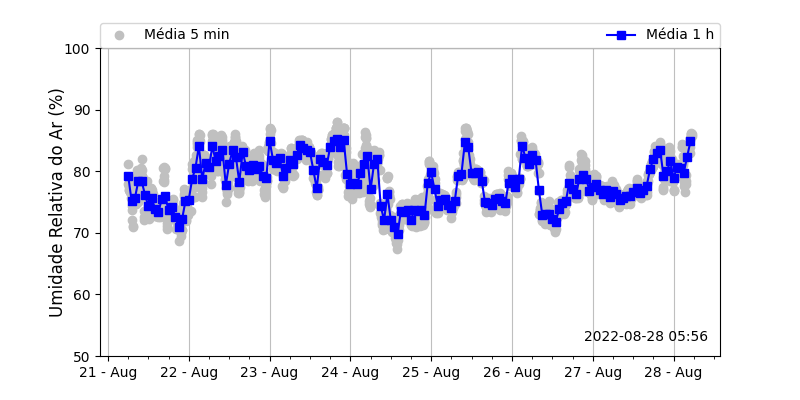 Média 5 min
Média 1 h
Umidade Relativa do Ar (%)
100
90
80
70
60
50
2022-08-28 05:56
21 - Aug
22 - Aug
23 - Aug
24 - Aug
25 - Aug
26 - Aug
27 - Aug
28 - Aug